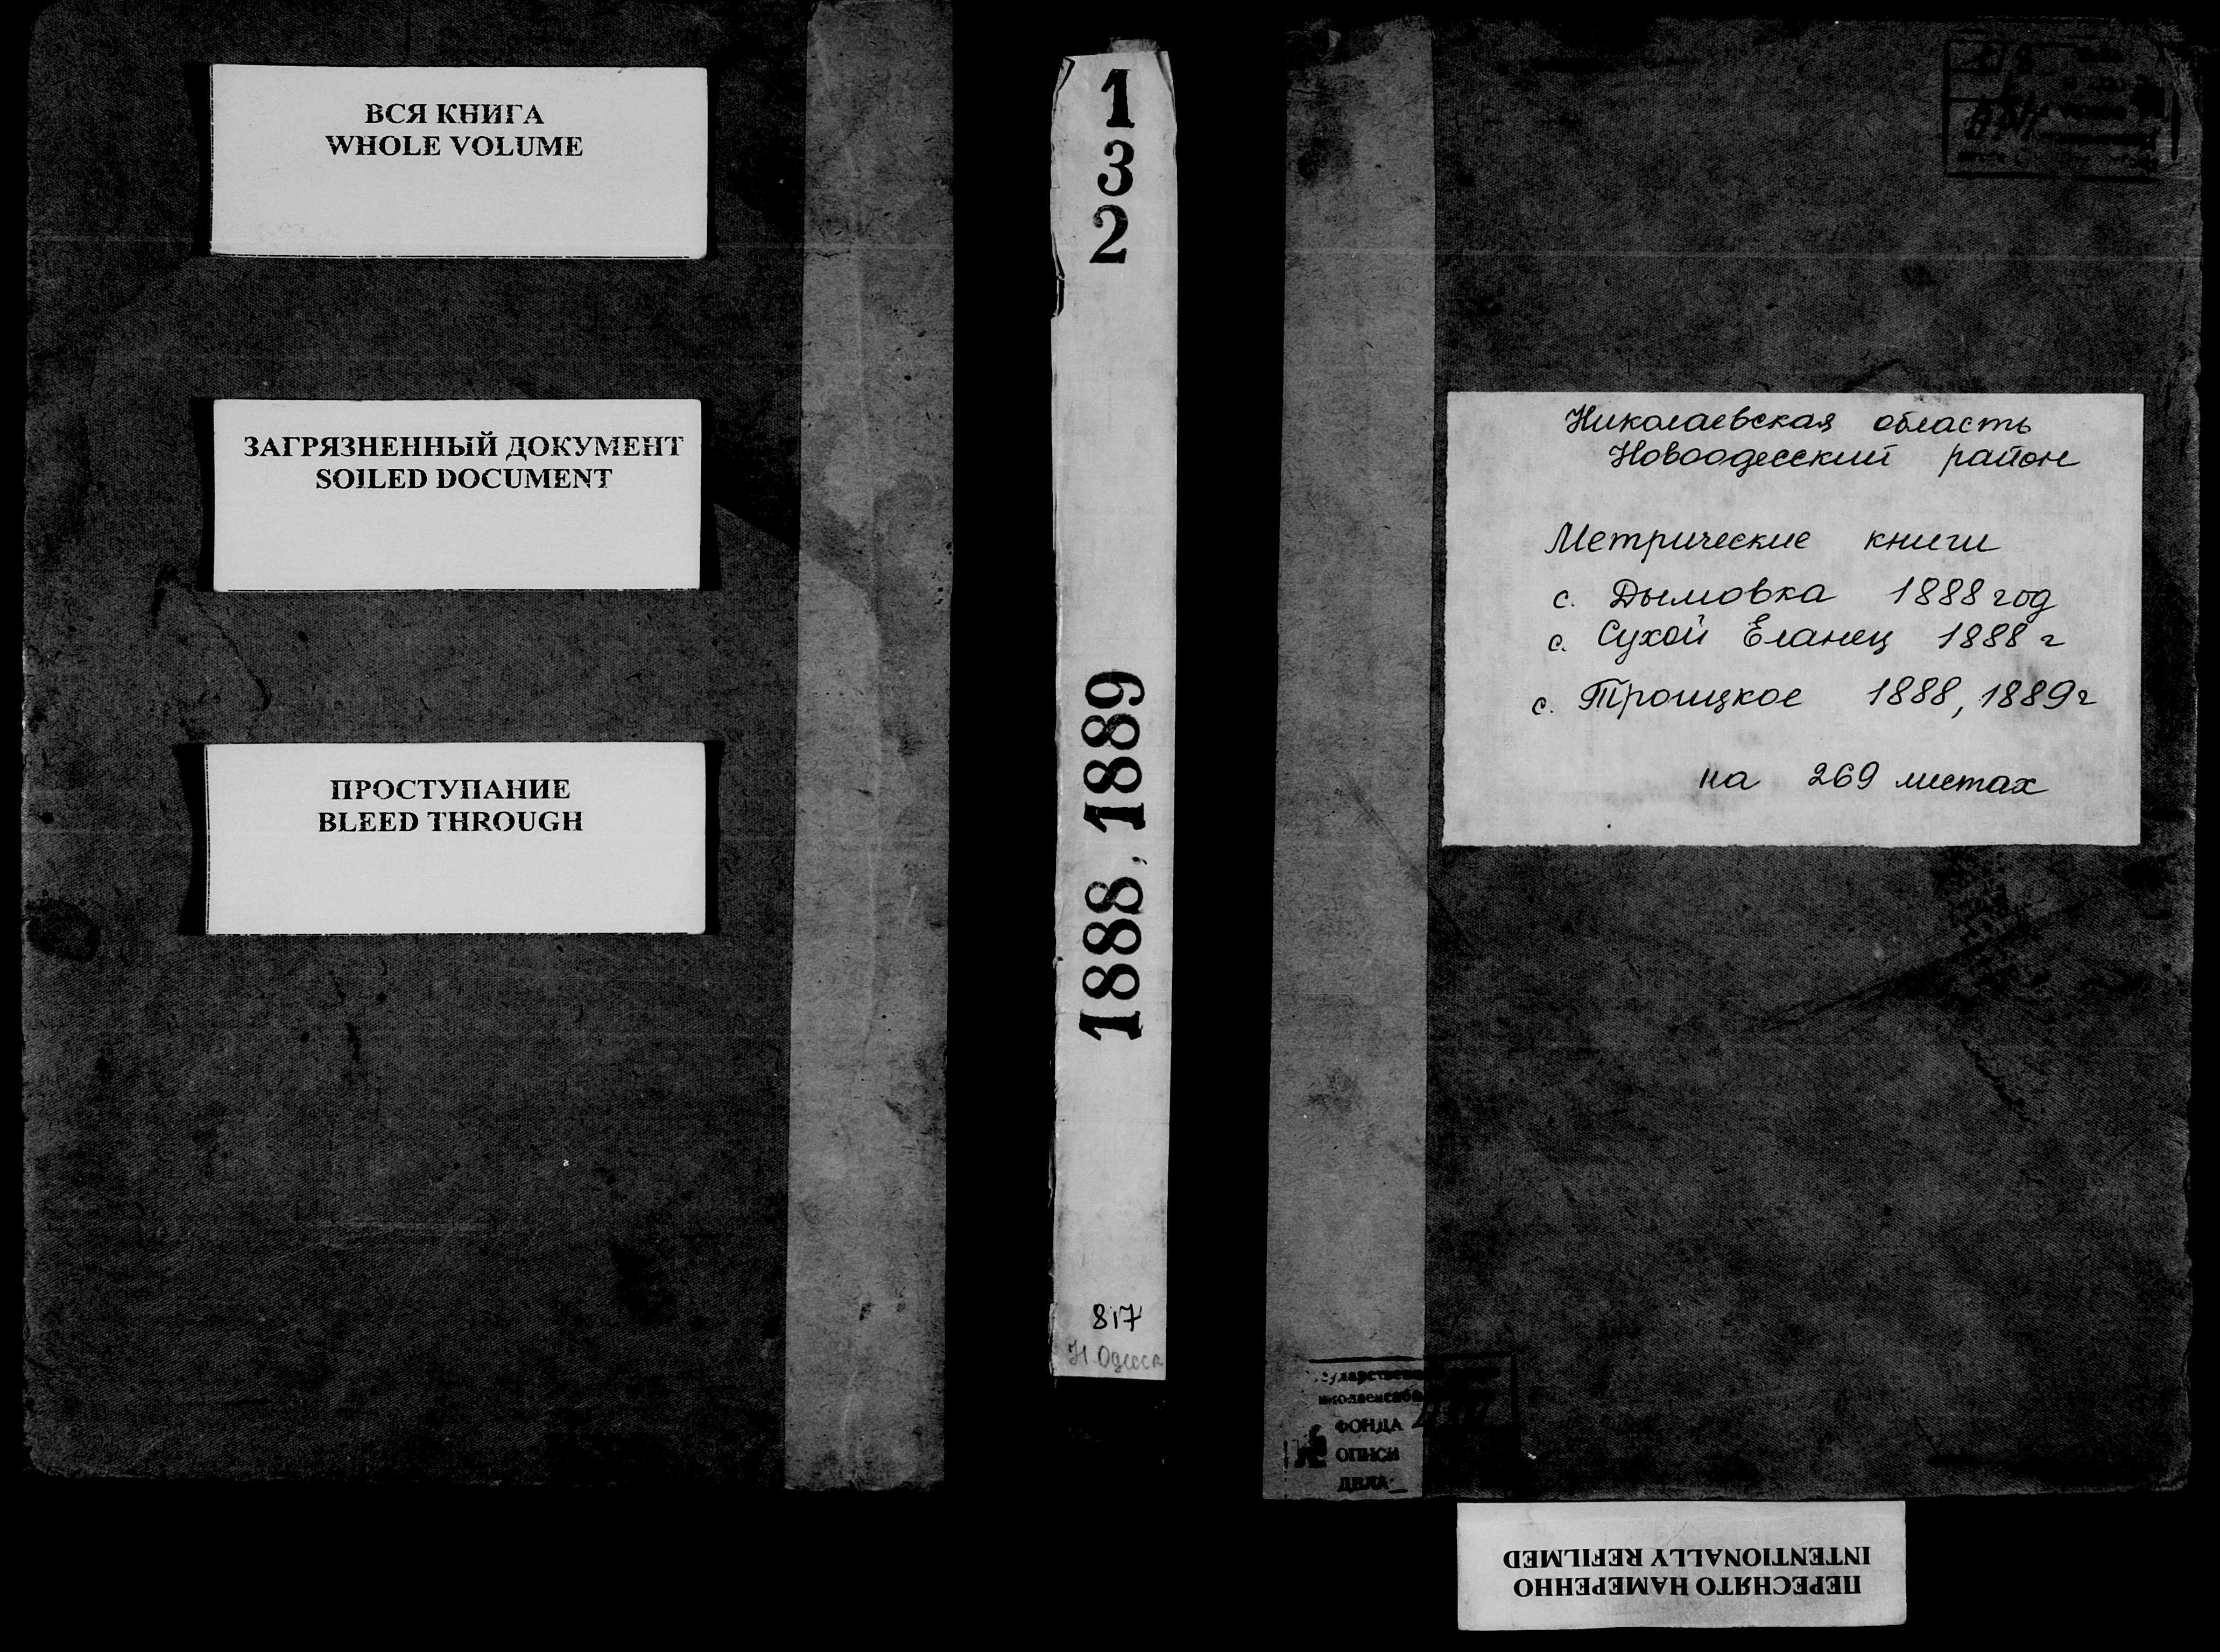 ВСЯ КНИГА
WHOLE VOLUME
ЗАГРЯЗНЕННЫЙ ДОКУМЕНТ
SOILED DOCUMENT
ПРОСТУПАНИЕ
BLEED THROUGH
1
3
2
1888, 1889
817
Н. Одесса
Николаевская область
Новоодесский район
Метрические книги
с. Дымовка 1888 год
с. Сухой Еланец 1888 г
с. Троицкое 1888, 1889 г
на 269 листах
ФОНДА
ОПИСИ
ДЕЛА
ПЕРЕСНЯТО НАМЕРЕННО
INTENTIONALLY REFILMED